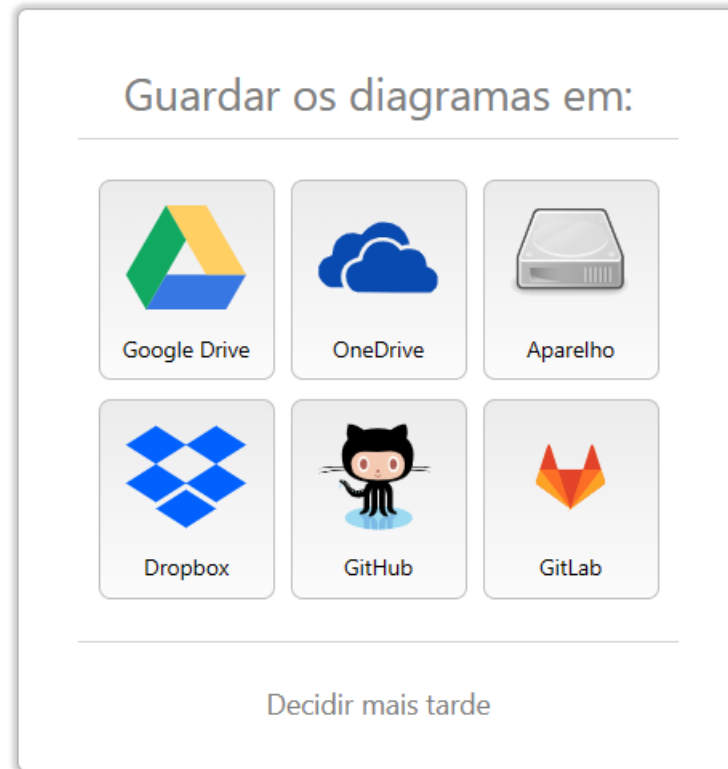 Guardar os diagramas em:
Google Drive
OneDrive
Aparelho
Dropbox
GitHub
GitLab
Decidir mais tarde